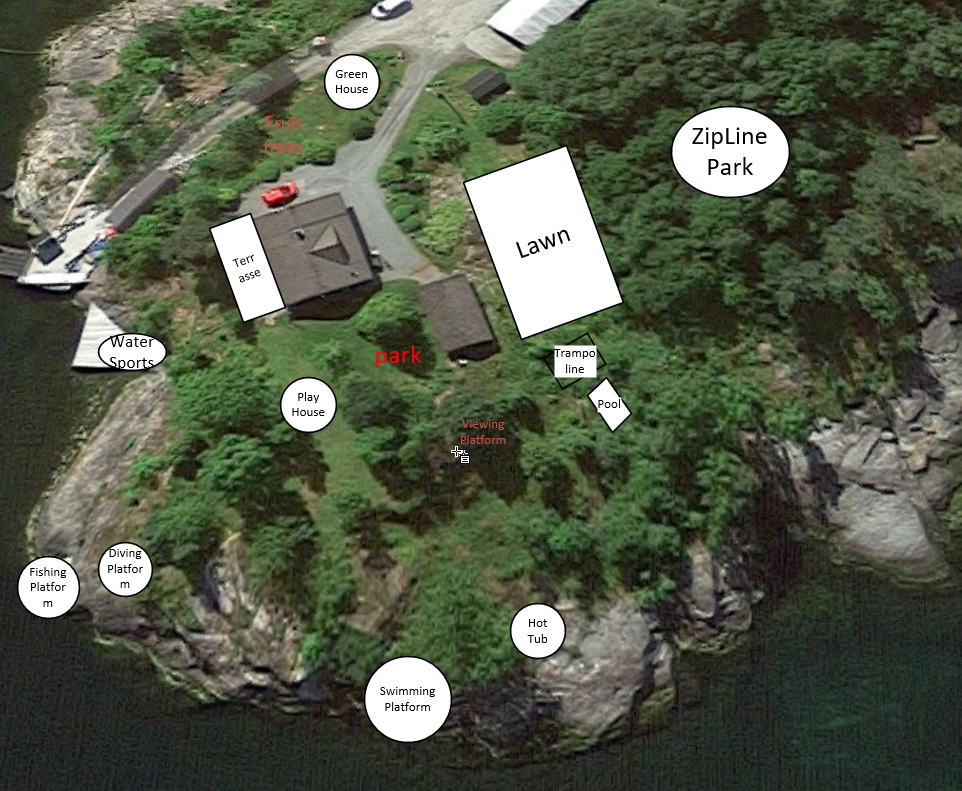 Green
House
Fruit
trees
ZipLine
Park
Lawn
Terr
asse
Water
Sports
park
Trampo
line
Play
House
Pool
Viewing
Platform
Diving
Platfor
m
Fishing
Platfor
m
Hot
Tub
Swimming
Platform